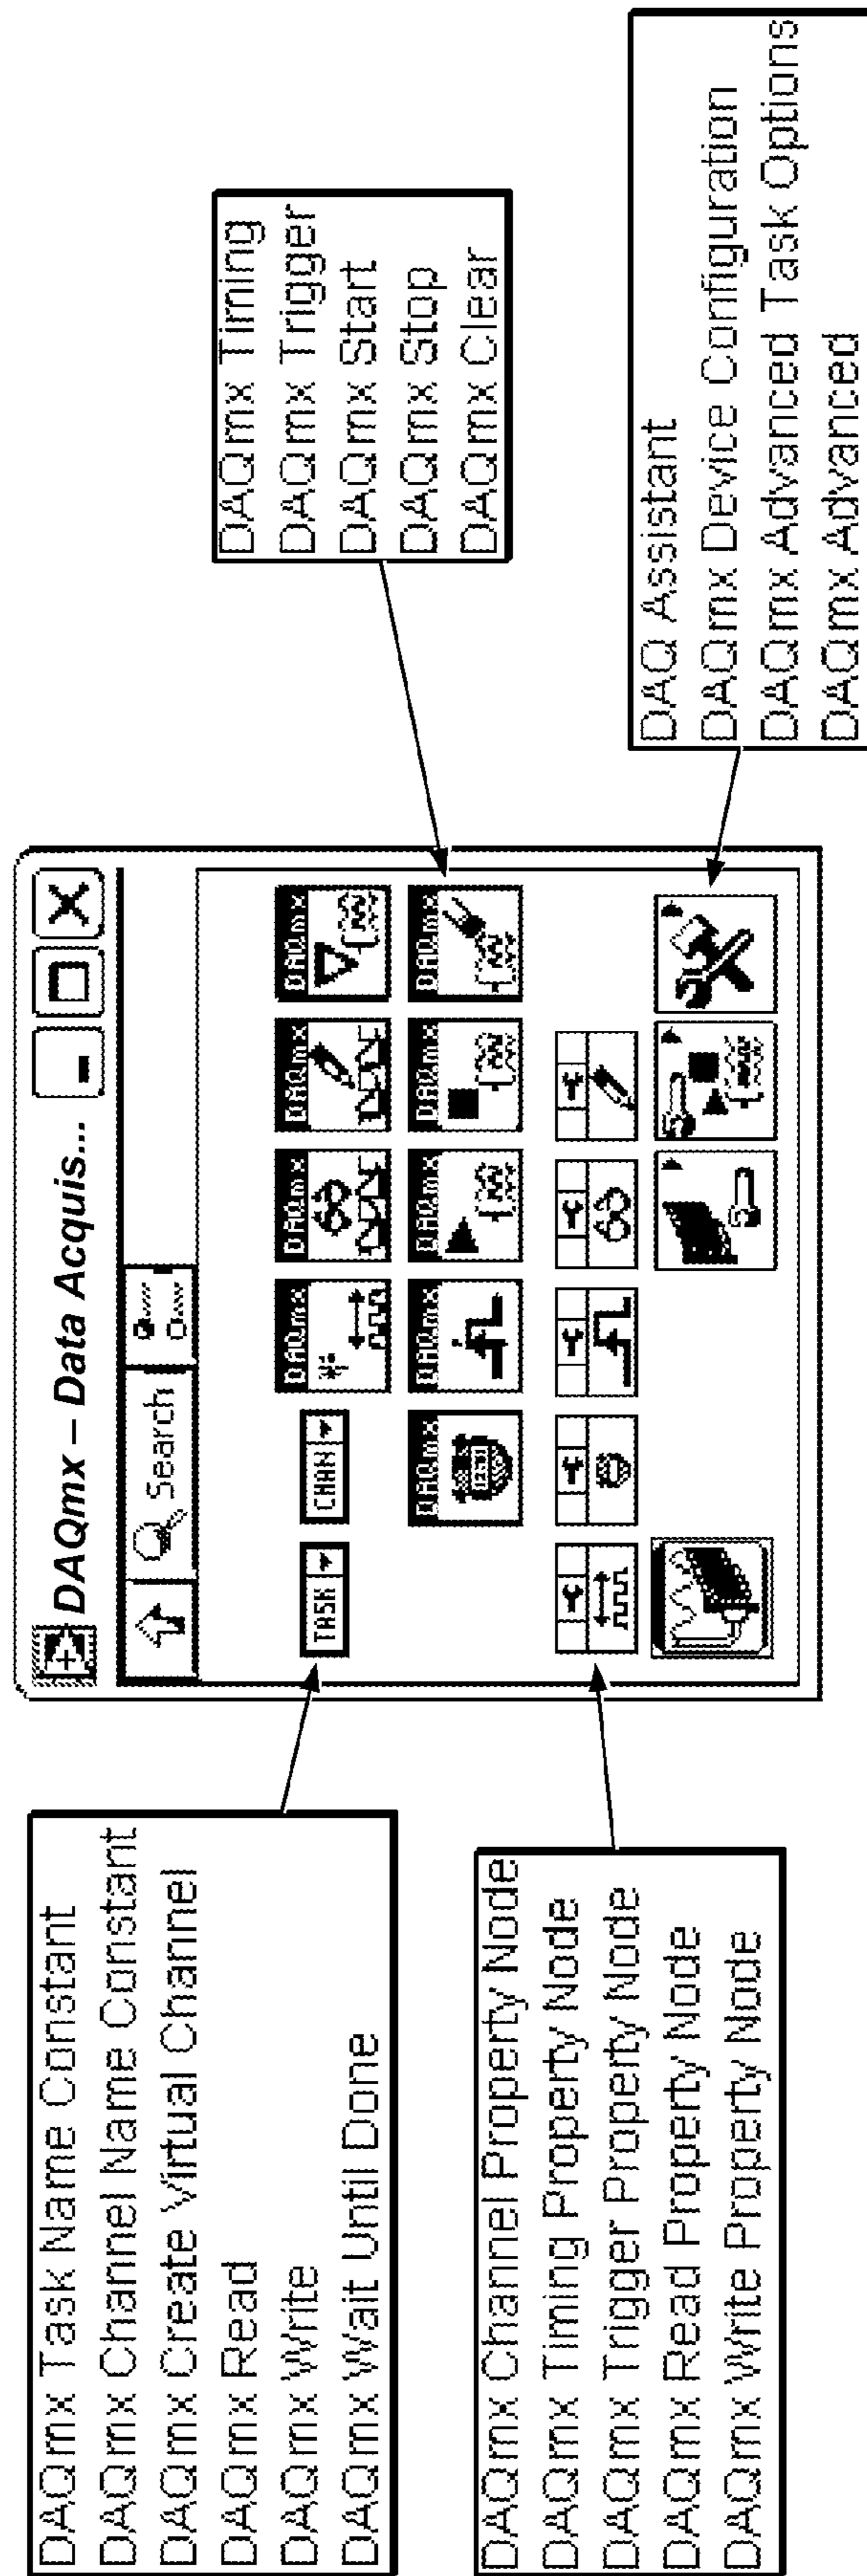 DAQmx Task Name Constant
DAQmx Channel Name Constant
DAQmx Create Virtual Channel
DAQmx Read
DAQmx Write
DAQmx Wait Until Done
DAQmx Channel Property Node
DAQmx Timing Property Node
DAQmx Trigger Property Node
DAQmx Read Property Node
DAQmx Write Property Node
DAQmx – Data Acquis...
Search
TASK
CHAN
DAQmx
DAQmx
DAQmx
DAQmx
DAQmx
DAQmx
DAQmx
DAQmx
DAQmx
DAQmx Timing
DAQmx Trigger
DAQmx Start
DAQmx Stop
DAQmx Clear
DAQ Assistant
DAQmx Device Configuration
DAQmx Advanced Task Options
DAQmx Advanced